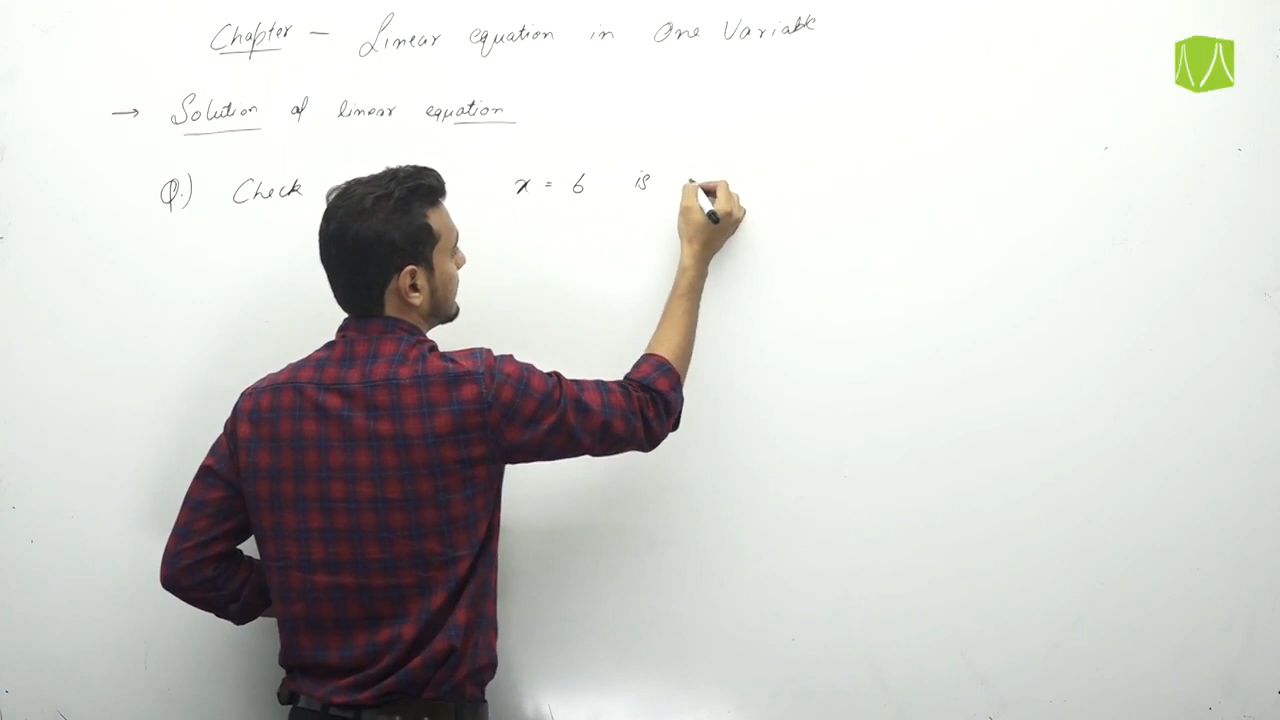 Chapter - Linear equation in One Variable
→ Solution of linear equation
Q.) Check x = 6 is